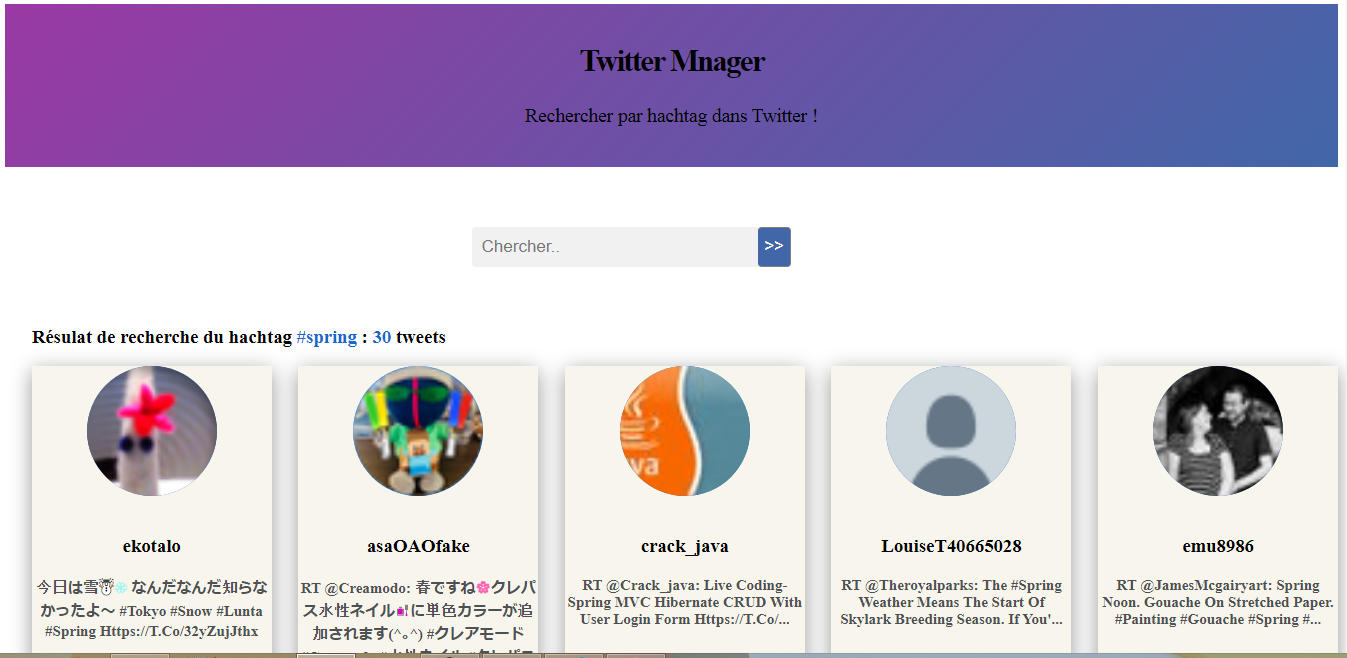 Twitter Mnager
Rechercher par hachtag dans Twitter !
Chercher..
>>
Résulat de recherche du hachtag #spring : 30 tweets
ekotalo
今日は雪☃❄ なんだなんだ知らな
かったよ〜 #Tokyo #Snow #Lunta
#Spring Https://T.Co/32yZujJthx
asaOAOfake
RT @Creamodo: 春ですね🌸クレパ
ス水性ネイル💅に単色カラーが追
加されます(^｡^) #クレアモード
crack_java
RT @Crack_java: Live Coding-
Spring MVC Hibernate CRUD With
User Login Form Https://T.Co/...
LouiseT40665028
RT @Theroyalparks: The #Spring
Weather Means The Start Of
Skylark Breeding Season. If You'...
emu8986
RT @JamesMcgairyart: Spring
Noon. Gouache On Stretched Paper.
#Painting #Gouache #Spring #...